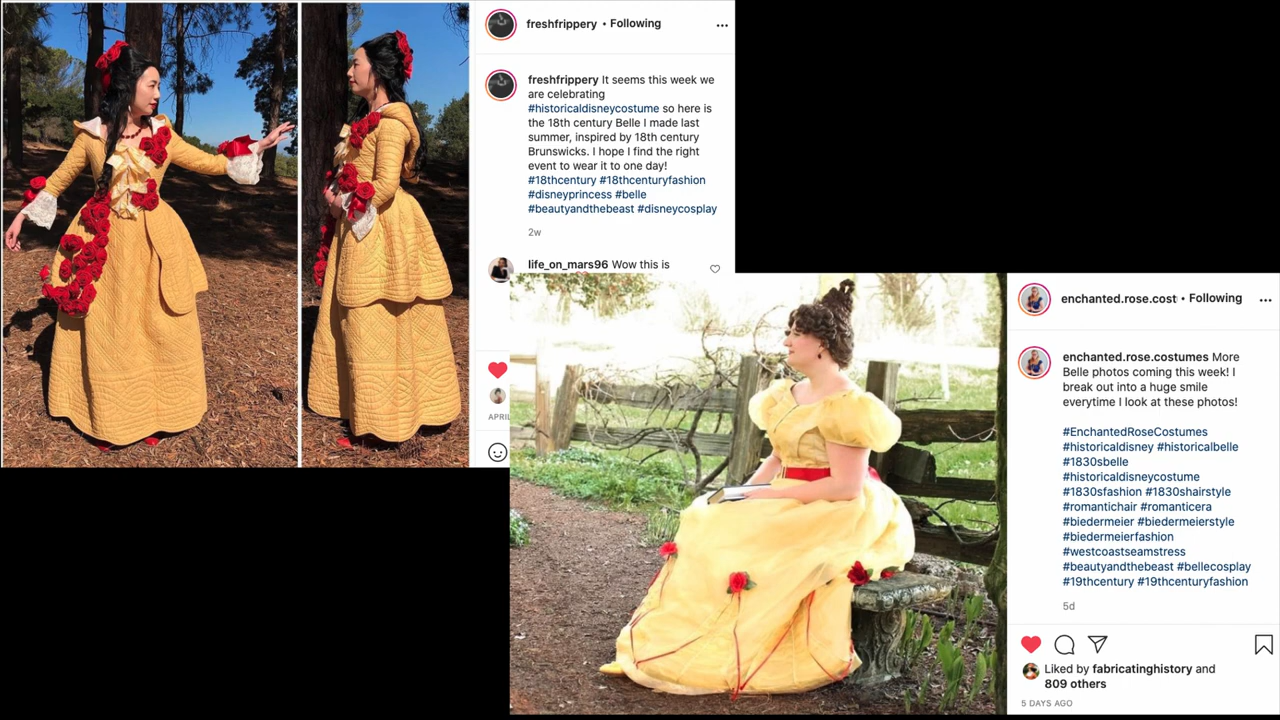 freshfrippery • Following
freshfrippery It seems this week we
are celebrating
#historicaldisneycostume so here is
the 18th century Belle I made last
summer, inspired by 18th century
Brunswicks. I hope I find the right
event to wear it to one day!
#18thcentury #18thcenturyfashion
#disneyprincess #belle
#beautyandthebeast #disneycosplay
2w
life_on_mars96 Wow this is
APRIL
enchanted.rose.cost • Following
enchanted.rose.costumes More
Belle photos coming this week! I
break out into a huge smile
everytime I look at these photos!
#EnchantedRoseCostumes
#historicaldisney #historicalbelle
#1830sbelle
#historicaldisneycostume
#1830sfashion #1830shairstyle
#romantichair #romanticera
#biedermeier #biedermeierstyle
#biedermeierfashion
#westcoastseamstress
#beautyandthebeast #bellecosplay
#19thcentury #19thcenturyfashion
5d
Liked by fabricatinghistory and
809 others
5 DAYS AGO